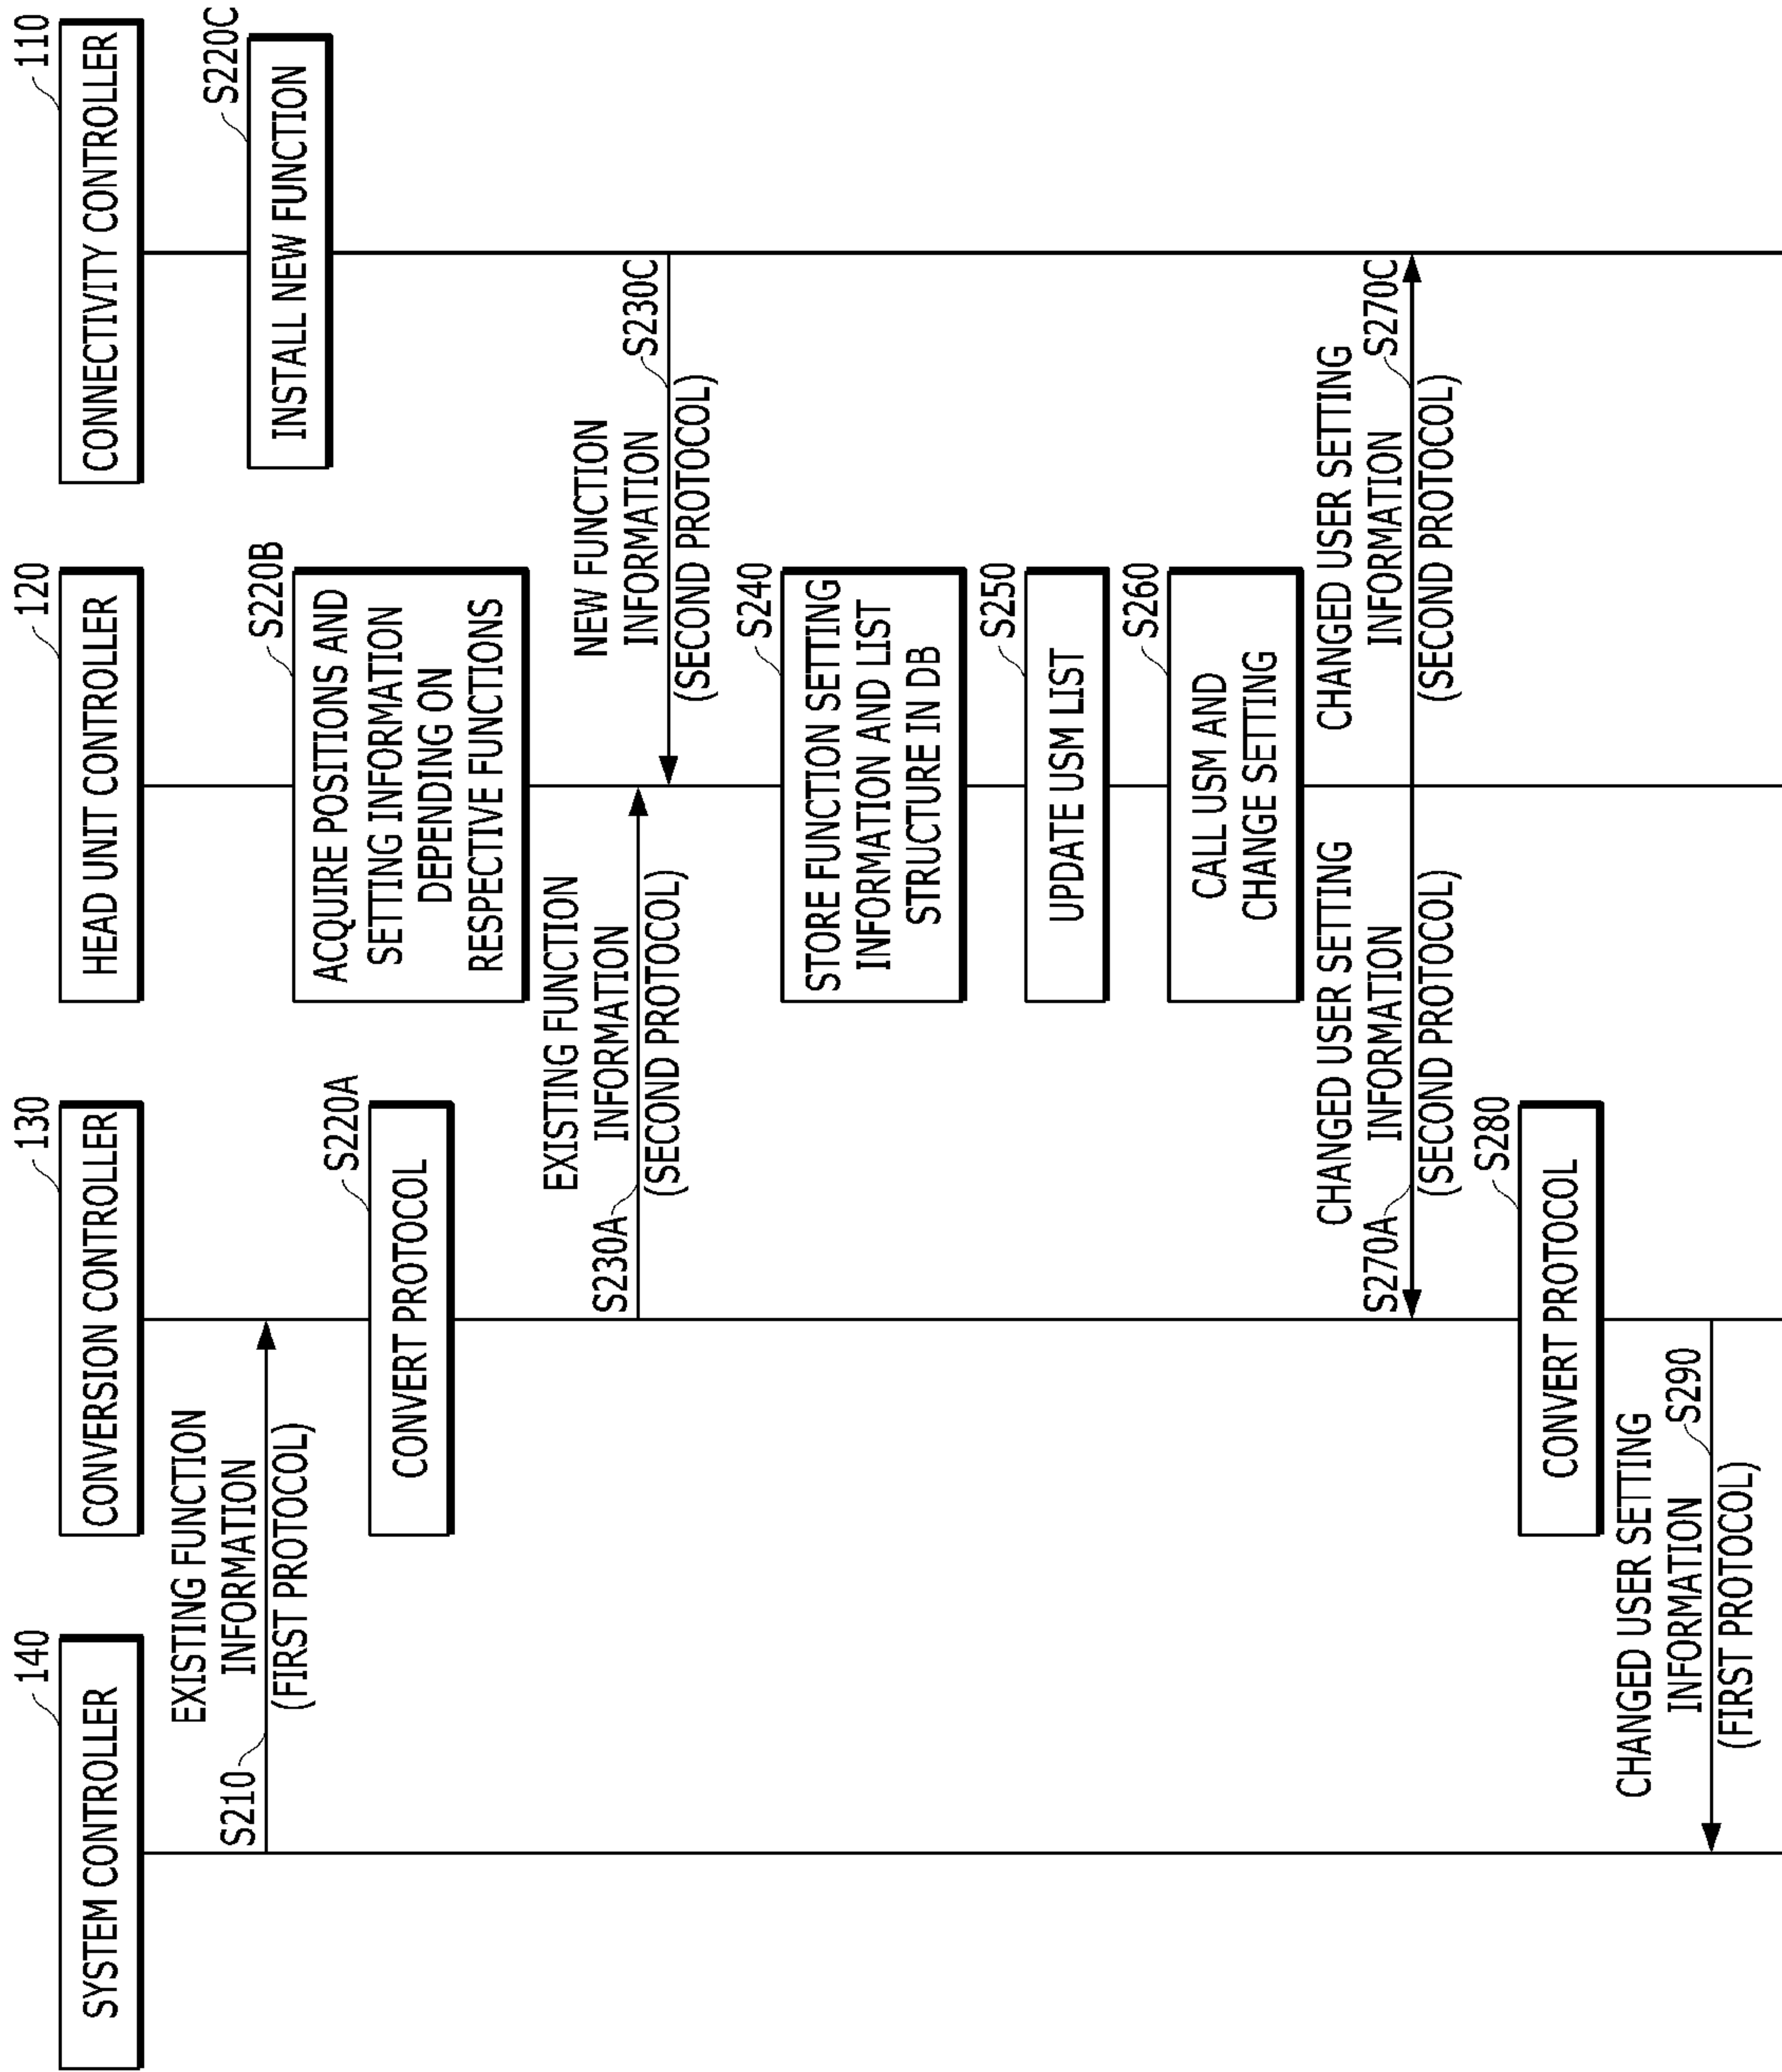 140
SYSTEM CONTROLLER
130
CONVERSION CONTROLLER
120
HEAD UNIT CONTROLLER
110
CONNECTIVITY CONTROLLER
S210
EXISTING FUNCTION
INFORMATION
(FIRST PROTOCOL)
S220A
CONVERT PROTOCOL
S220B
ACQUIRE POSITIONS AND
SETTING INFORMATION
DEPENDING ON
RESPECTIVE FUNCTIONS
S220C
INSTALL NEW FUNCTION
EXISTING FUNCTION
S230A
INFORMATION
(SECOND PROTOCOL)
NEW FUNCTION
INFORMATION
S230C
(SECOND PROTOCOL)
S240
STORE FUNCTION SETTING
INFORMATION AND LIST
STRUCTURE IN DB
S250
UPDATE USM LIST
S260
CALL USM AND
CHANGE SETTING
CHANGED USER SETTING
S270A
INFORMATION
(SECOND PROTOCOL)
CHANGED USER SETTING
INFORMATION
S270C
(SECOND PROTOCOL)
S280
CONVERT PROTOCOL
CHANGED USER SETTING
INFORMATION
S290
(FIRST PROTOCOL)